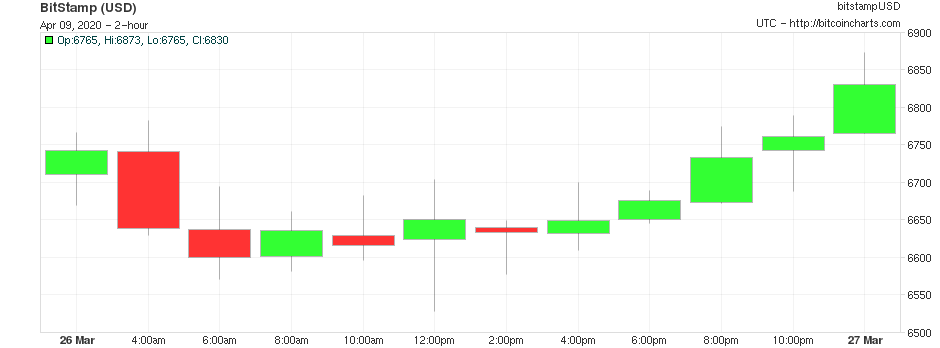 BitStamp (USD)
bitstampUSD
Apr 09, 2020 - 2-hour
UTC - http://bitcoincharts.com
Op:6765, Hi:6873, Lo:6765, Cl:6830
6900
6850
6800
6750
6700
6650
6600
6550
6500
26 Mar 4:00am 6:00am 8:00am 10:00am 12:00pm 2:00pm 4:00pm 6:00pm 8:00pm 10:00pm 27 Mar